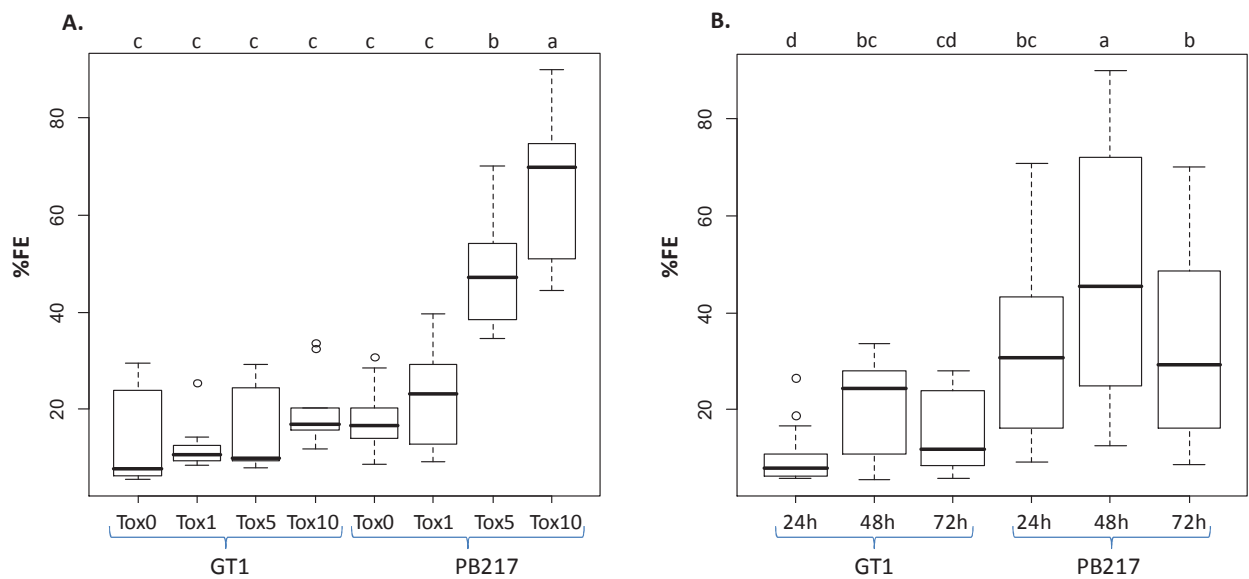 A.
c c c c c c b a
%FE
80
60
40
20
Tox0 Tox1 Tox5 Tox10 Tox0 Tox1 Tox5 Tox10
GT1 PB217
B.
d bc cd bc a b
%FE
80
60
40
20
24h 48h 72h 24h 48h 72h
GT1 PB217